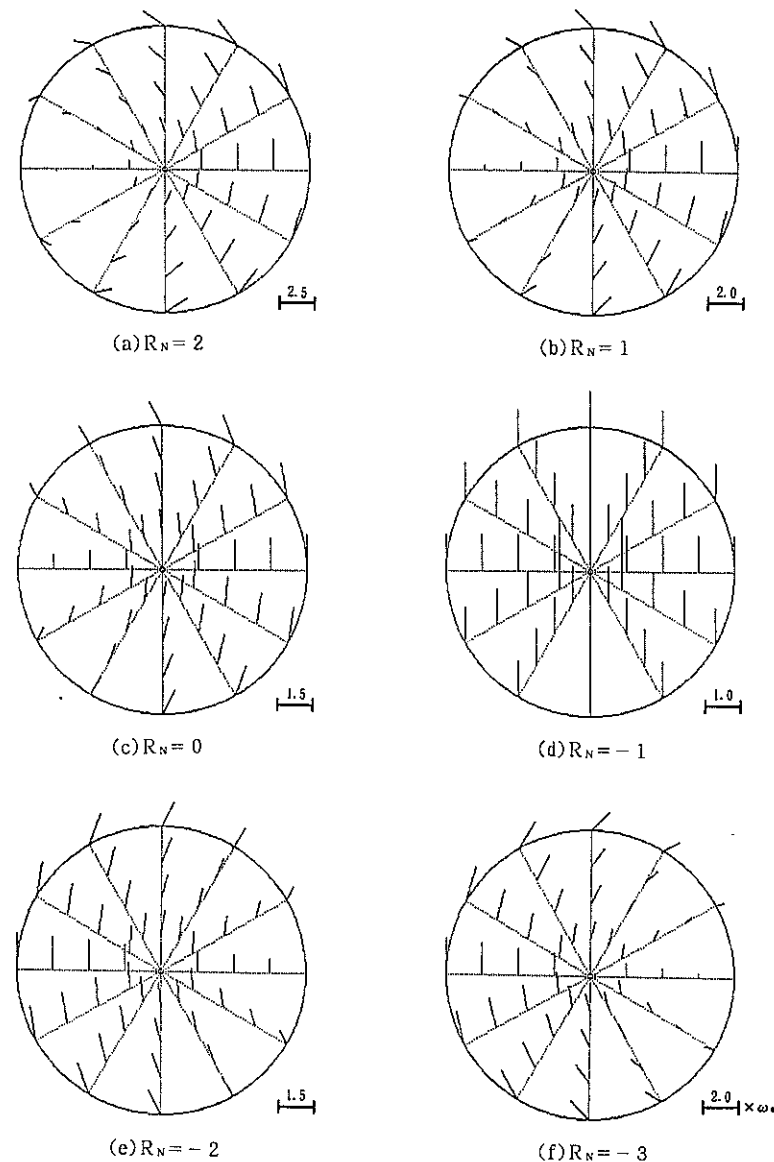 2.5
2.0
(a) R_N = 2
(b) R_N = 1
1.5
1.0
(c) R_N = 0
(d) R_N = − 1
1.5
2.0 × ω.
(e) R_N = − 2
(f) R_N = − 3